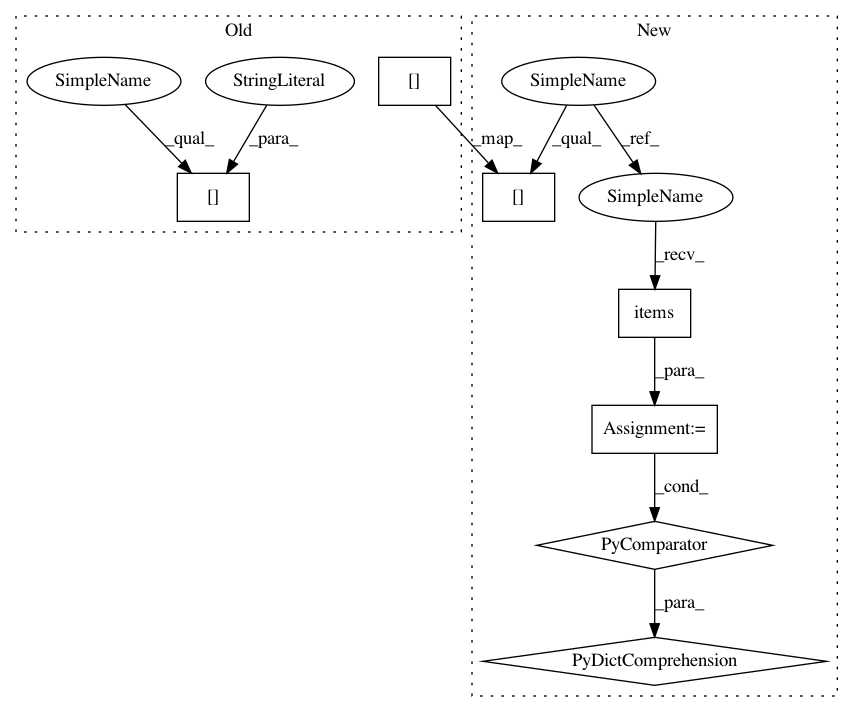 Old
New
SimpleName
StringLiteral
[]
SimpleName
_qual_
_para_
_map_
_qual_
_ref_
[]
[]
SimpleName
_recv_
items
_para_
Assignment:=
_cond_
PyComparator
_para_
PyDictComprehension